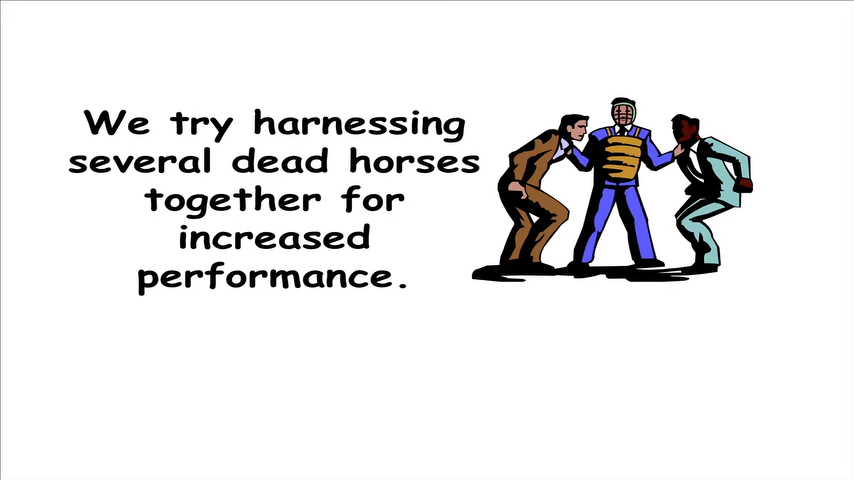 We try harnessing
several dead horses
together for
increased
performance.